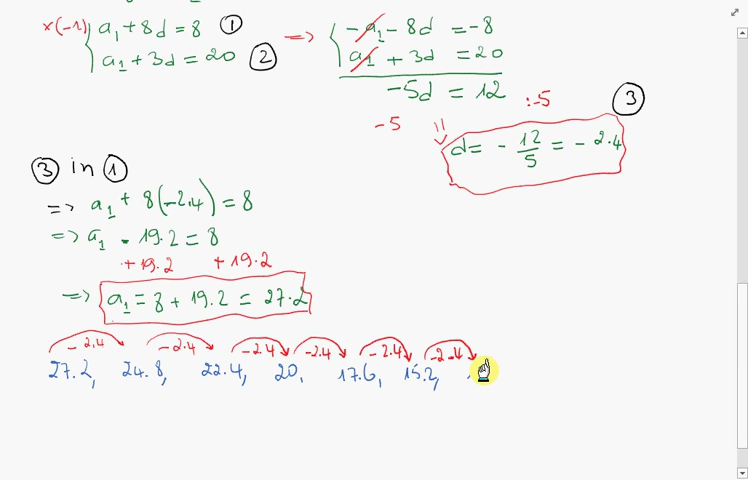 x(-1) a₁ + 8d = 8 ①
a₁ + 3d = 20 ②
=> -a₁ - 8d = -8
a₁ + 3d = 20
-5d = 12
:-5
-5
③
d = - 12/5 = - 2.4
③ in ①
=> a₁ + 8(-2.4) = 8
=> a₁ - 19.2 = 8
+19.2 +19.2
=> a₁ = 8 + 19.2 = 27.2
-2.4 -2.4 -2.4 -2.4 -2.4 -2.4
27.2, 24.8, 22.4, 20, 17.6, 15.2,